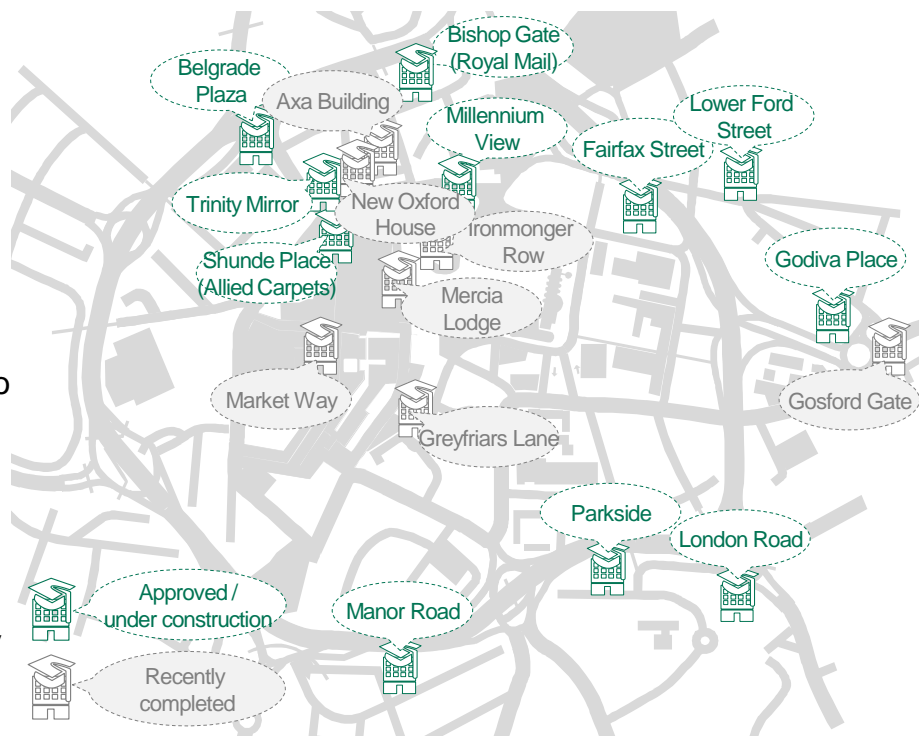 Bishop Gate
(Royal Mail)
Belgrade
Plaza
Axa Building
Millennium
View
Lower Ford
Street
Fairfax Street
Trinity Mirror
New Oxford
House
Ironmonger
Row
Shunde Place
(Allied Carpets)
Godiva Place
Mercia
Lodge
Market Way
Gosford Gate
Greyfriars Lane
Parkside
London Road
Manor Road
Approved /
under construction
Recently
completed